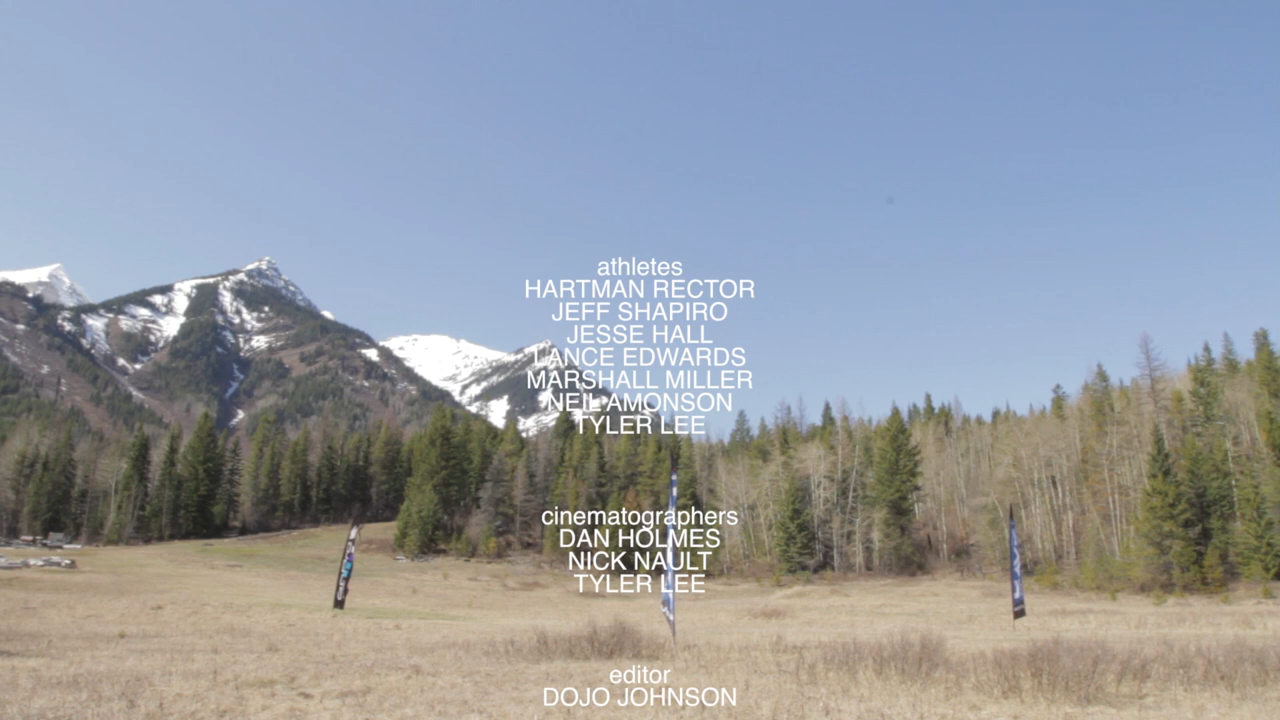 athletes
HARTMAN RECTOR
JEFF SHAPIRO
JESSE HALL
LANCE EDWARDS
MARSHALL MILLER
NEIL AMONSON
TYLER LEE
cinematographers
DAN HOLMES
NICK NAULT
TYLER LEE
editor
DOJO JOHNSON